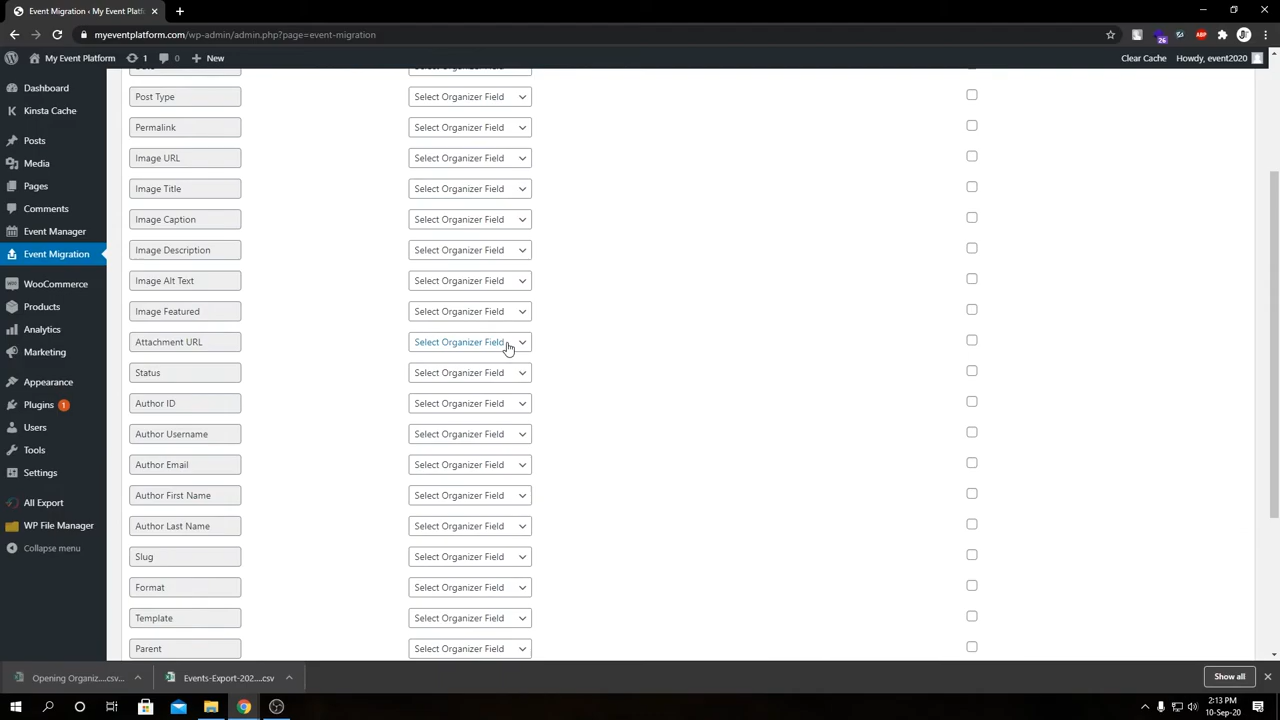 Event Migration ‹ My Event Platfo
myeventplatform.com/wp-admin/admin.php?page=event-migration
26
ABP
My Event Platform 1 0 New
Clear Cache Howdy, event2020
Dashboard
Kinsta Cache
Posts
Media
Pages
Comments
Event Manager
Event Migration
WooCommerce
Products
Analytics
Marketing
Appearance
Plugins 1
Users
Tools
Settings
All Export
WP File Manager
Collapse menu
Post Type Select Organizer Field
Permalink Select Organizer Field
Image URL Select Organizer Field
Image Title Select Organizer Field
Image Caption Select Organizer Field
Image Description Select Organizer Field
Image Alt Text Select Organizer Field
Image Featured Select Organizer Field
Attachment URL Select Organizer Field
Status Select Organizer Field
Author ID Select Organizer Field
Author Username Select Organizer Field
Author Email Select Organizer Field
Author First Name Select Organizer Field
Author Last Name Select Organizer Field
Slug Select Organizer Field
Format Select Organizer Field
Template Select Organizer Field
Parent Select Organizer Field
Opening Organiz....csv...
Events-Export-202....csv
Show all
2:13 PM
10-Sep-20